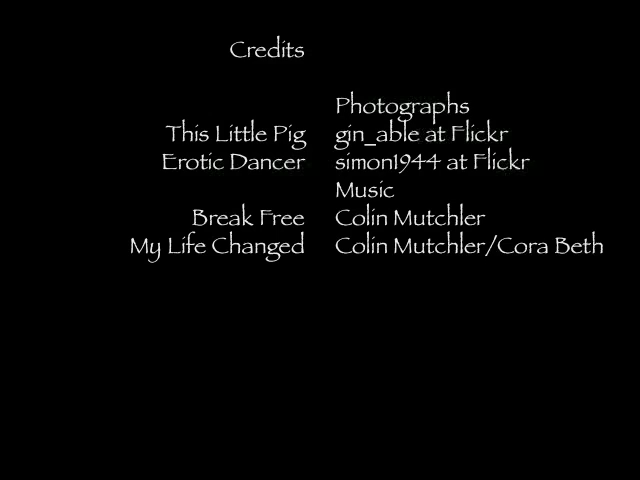 Credits
Photographs
This Little Pig gin_able at Flickr
Erotic Dancer simon1944 at Flickr
Music
Break Free Colin Mutchler
My Life Changed Colin Mutchler/Cora Beth